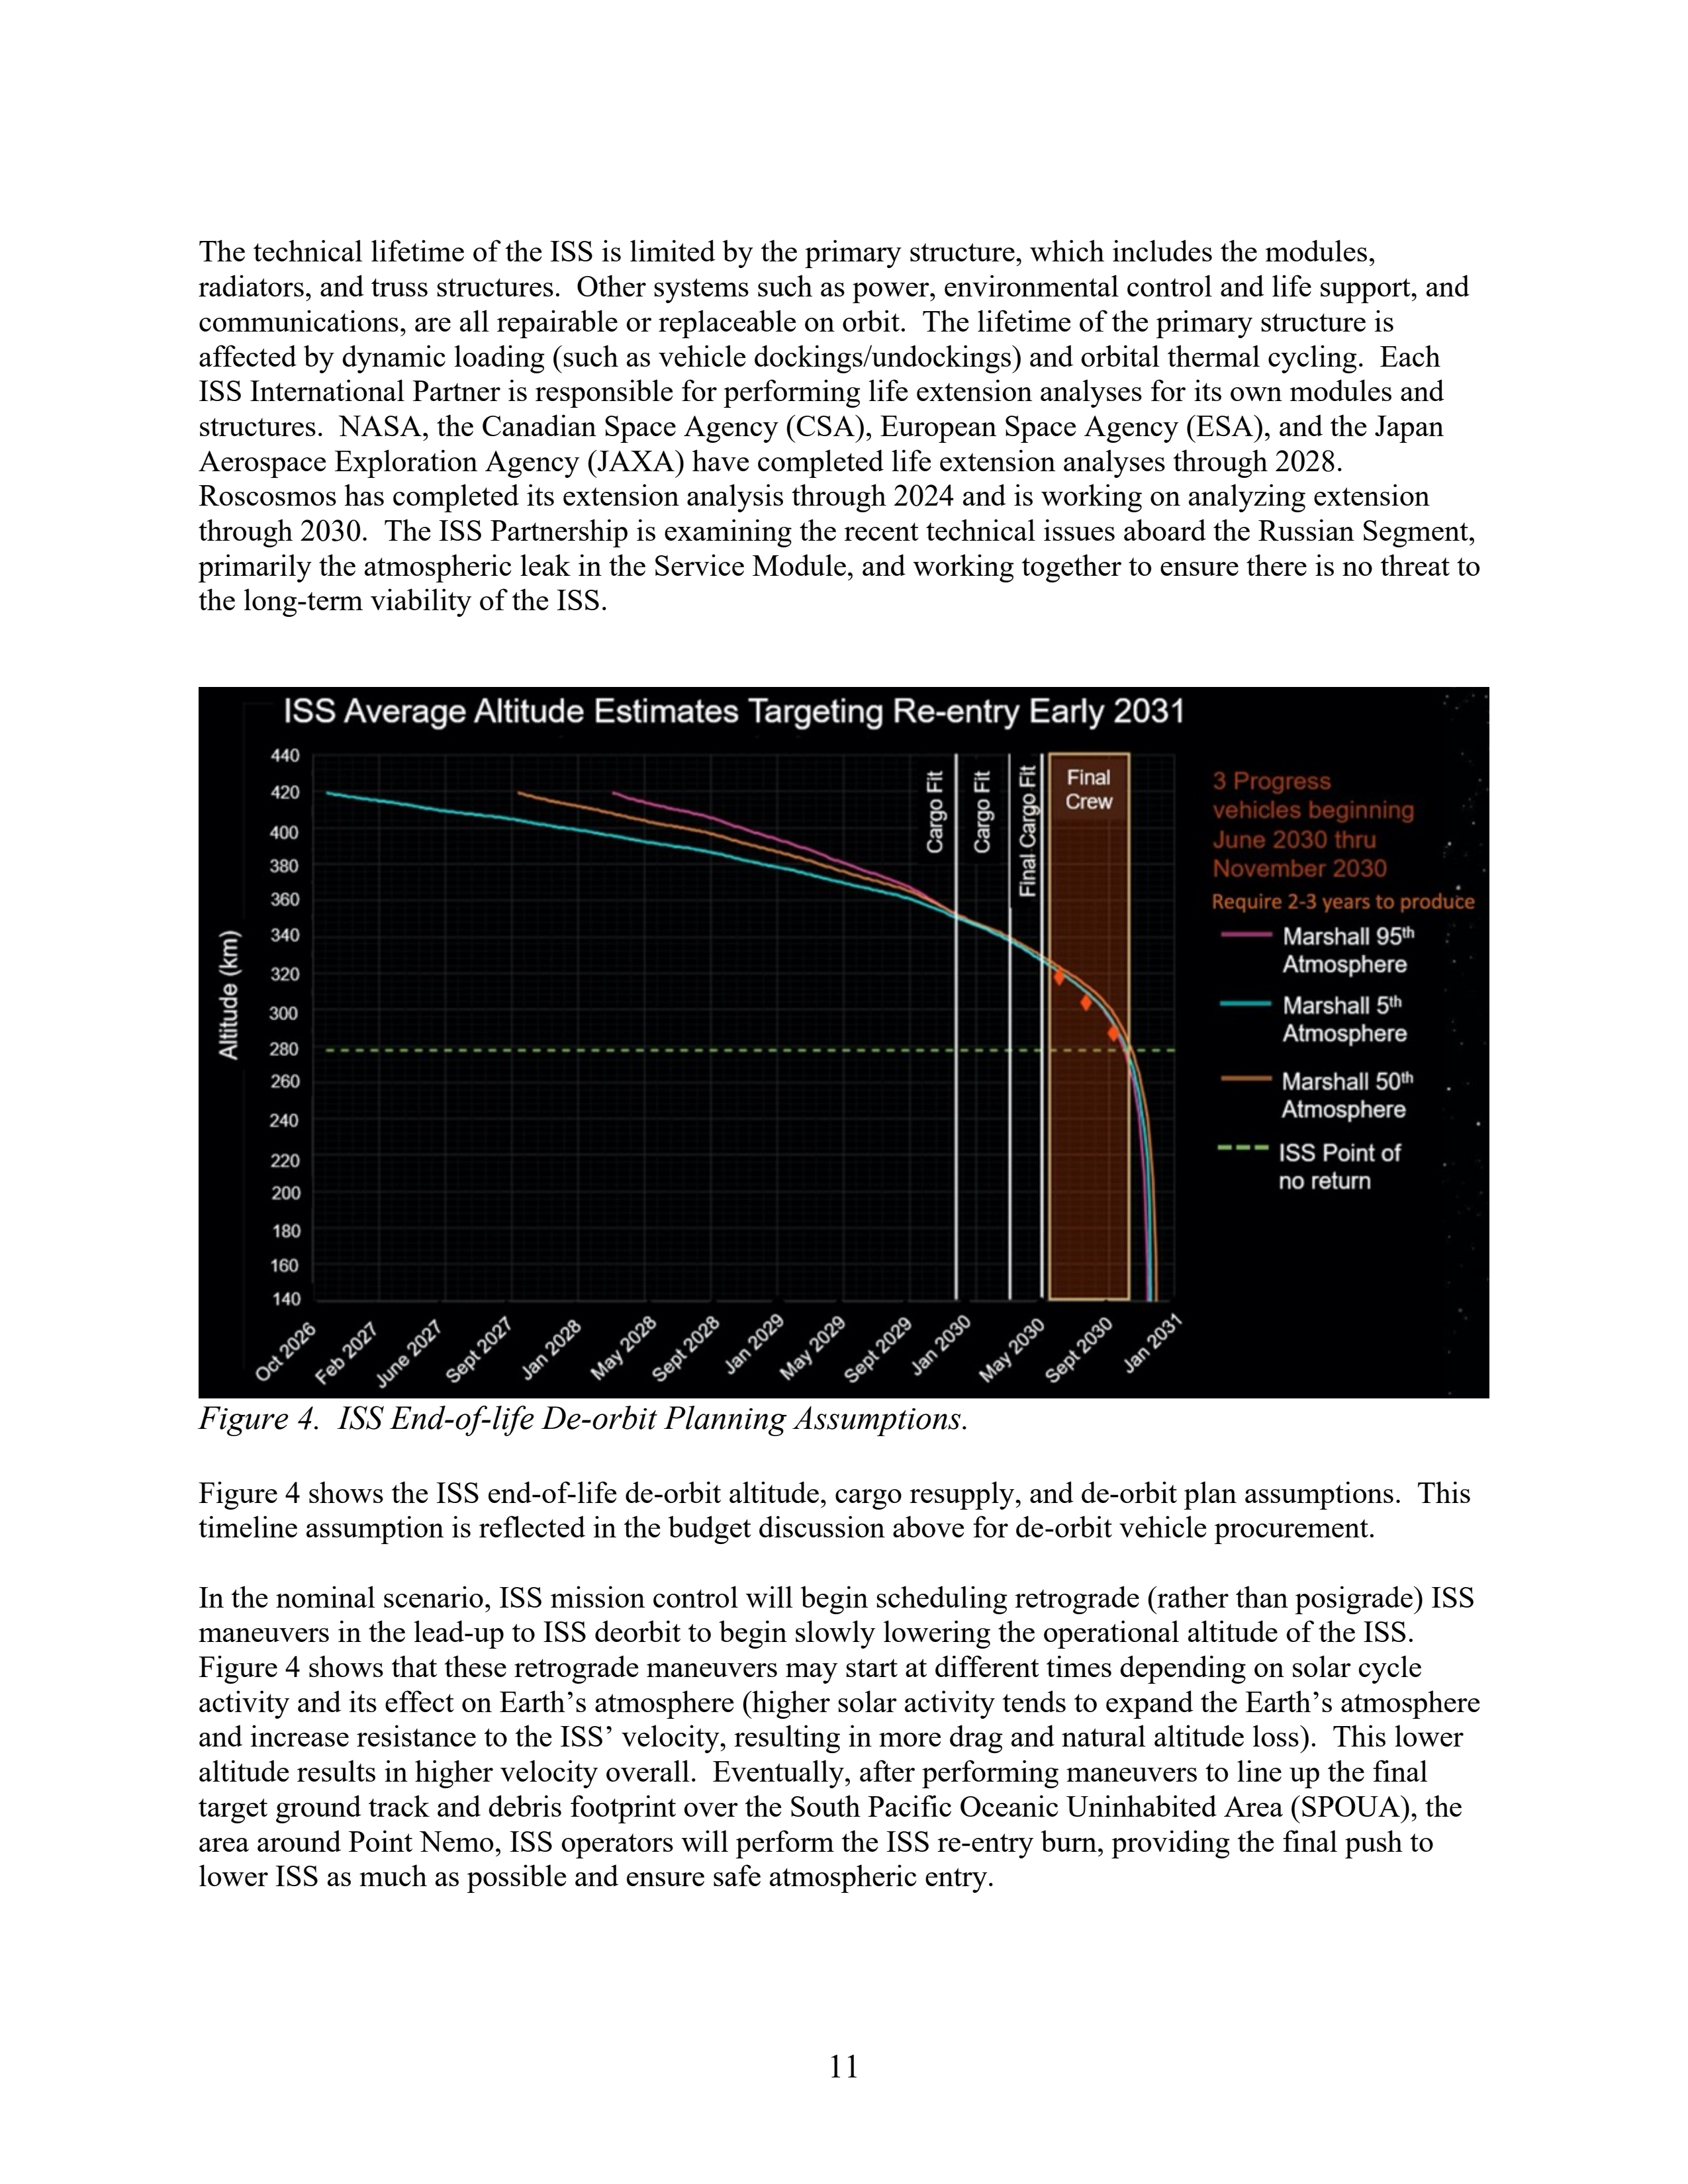 The technical lifetime of the ISS is limited by the primary structure, which includes the modules,
radiators, and truss structures.  Other systems such as power, environmental control and life support, and
communications, are all repairable or replaceable on orbit.  The lifetime of the primary structure is
affected by dynamic loading (such as vehicle dockings/undockings) and orbital thermal cycling.  Each
ISS International Partner is responsible for performing life extension analyses for its own modules and
structures.  NASA, the Canadian Space Agency (CSA), European Space Agency (ESA), and the Japan
Aerospace Exploration Agency (JAXA) have completed life extension analyses through 2028.
Roscosmos has completed its extension analysis through 2024 and is working on analyzing extension
through 2030.  The ISS Partnership is examining the recent technical issues aboard the Russian Segment,
primarily the atmospheric leak in the Service Module, and working together to ensure there is no threat to
the long-term viability of the ISS.
ISS Average Altitude Estimates Targeting Re-entry Early 2031
Altitude (km)
440
420
400
380
360
340
320
300
280
260
240
220
200
180
160
140
Cargo Fit
Cargo Fit
Final Cargo Fit
Final
Crew
Oct 2026
Feb 2027
June 2027
Sept 2027
Jan 2028
May 2028
Sept 2028
Jan 2029
May 2029
Sept 2029
Jan 2030
May 2030
Sept 2030
Jan 2031
3 Progress
vehicles beginning
June 2030 thru
November 2030
Require 2-3 years to produce
Marshall 95th
Atmosphere
Marshall 5th
Atmosphere
Marshall 50th
Atmosphere
ISS Point of
no return
Figure 4.  ISS End-of-life De-orbit Planning Assumptions.
Figure 4 shows the ISS end-of-life de-orbit altitude, cargo resupply, and de-orbit plan assumptions.  This
timeline assumption is reflected in the budget discussion above for de-orbit vehicle procurement.
In the nominal scenario, ISS mission control will begin scheduling retrograde (rather than posigrade) ISS
maneuvers in the lead-up to ISS deorbit to begin slowly lowering the operational altitude of the ISS.
Figure 4 shows that these retrograde maneuvers may start at different times depending on solar cycle
activity and its effect on Earth’s atmosphere (higher solar activity tends to expand the Earth’s atmosphere
and increase resistance to the ISS’ velocity, resulting in more drag and natural altitude loss).  This lower
altitude results in higher velocity overall.  Eventually, after performing maneuvers to line up the final
target ground track and debris footprint over the South Pacific Oceanic Uninhabited Area (SPOUA), the
area around Point Nemo, ISS operators will perform the ISS re-entry burn, providing the final push to
lower ISS as much as possible and ensure safe atmospheric entry.
11